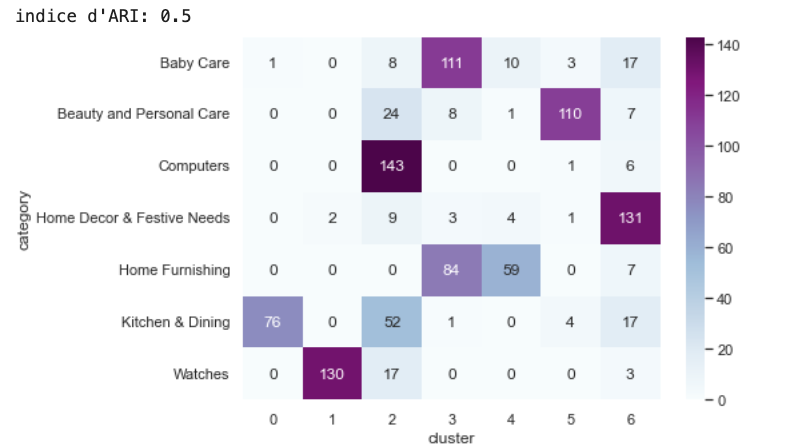 indice d'ARI: 0.5
Baby Care 1 0 8 111 10 3 17
Beauty and Personal Care 0 0 24 8 1 110 7
Computers 0 0 143 0 0 1 6
Home Decor & Festive Needs 0 2 9 3 4 1 131
Home Furnishing 0 0 0 84 59 0 7
Kitchen & Dining 76 0 52 1 0 4 17
Watches 0 130 17 0 0 0 3
0 1 2 3 4 5 6
cluster
category
140
120
100
80
60
40
20
0